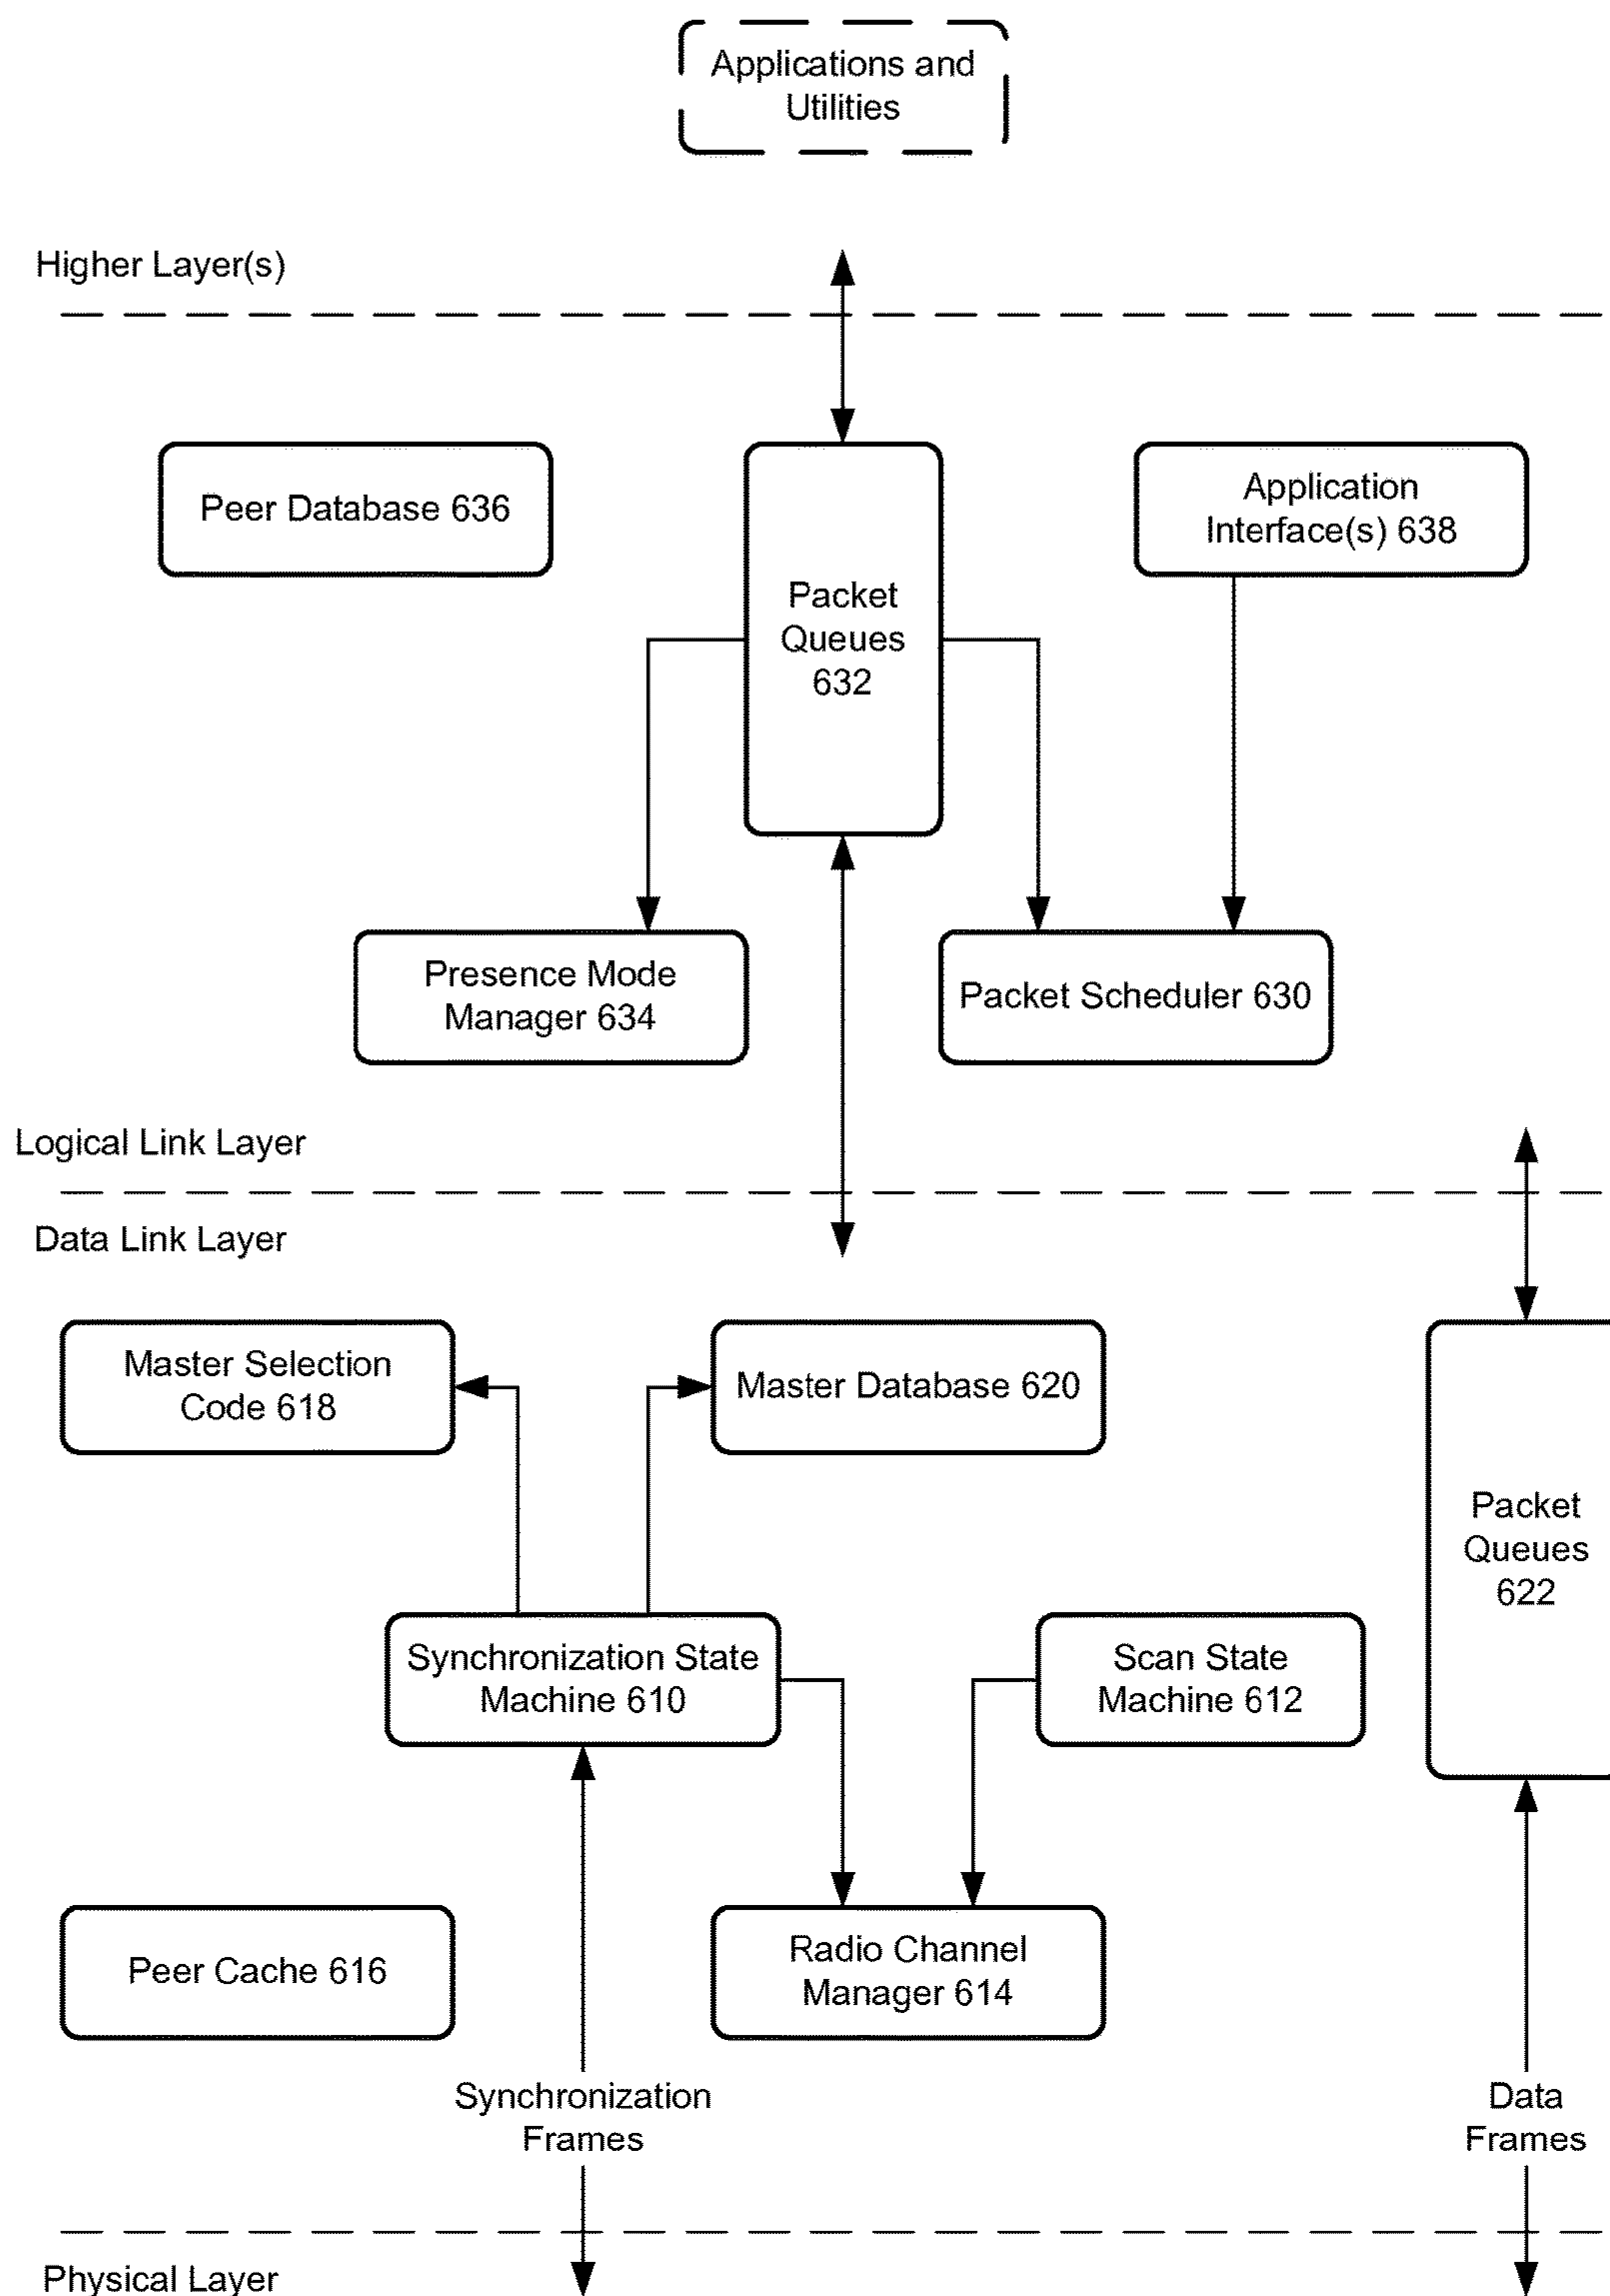 Applications and
Utilities
Higher Layer(s)
Peer Database 636
Packet
Queues
632
Application
Interface(s) 638
Presence Mode
Manager 634
Packet Scheduler 630
Logical Link Layer
Data Link Layer
Master Selection
Code 618
Master Database 620
Packet
Queues
622
Synchronization State
Machine 610
Scan State
Machine 612
Peer Cache 616
Radio Channel
Manager 614
Synchronization
Frames
Data
Frames
Physical Layer